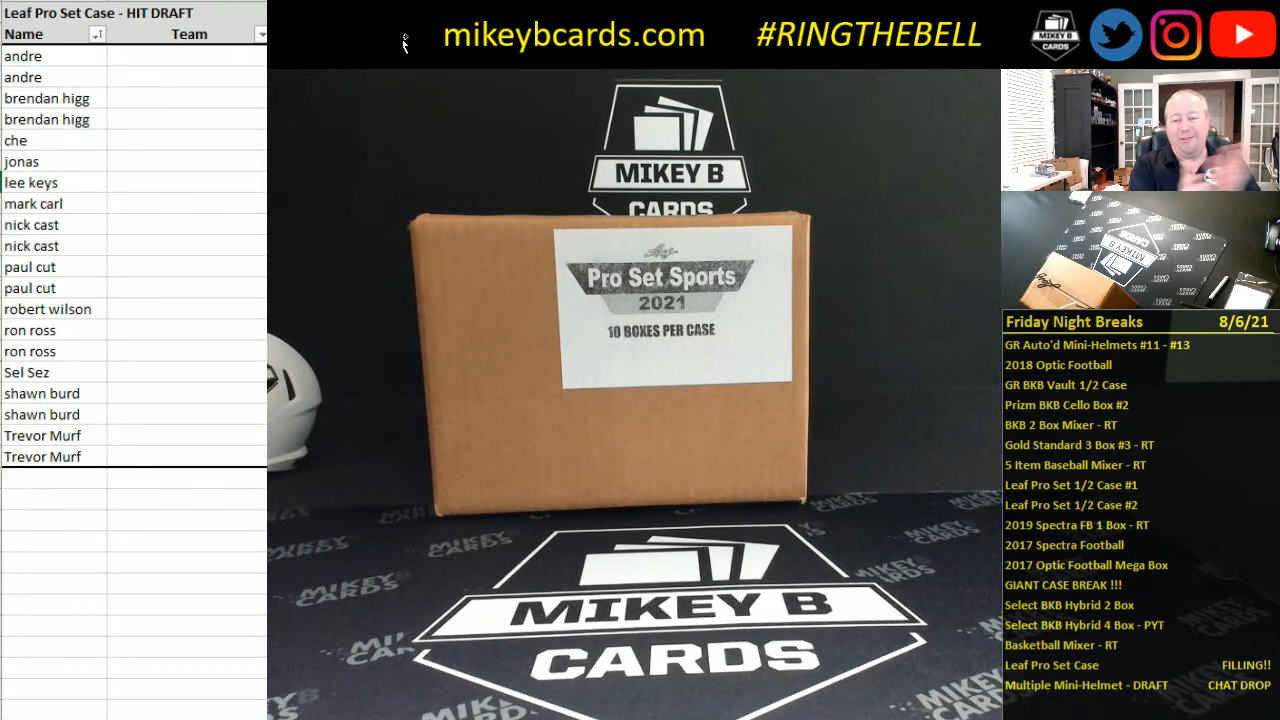 Leaf Pro Set Case - HIT DRAFT
Name Team
andre
andre
brendan higg
brendan higg
che
jonas
lee keys
mark carl
nick cast
nick cast
paul cut
paul cut
robert wilson
ron ross
ron ross
Sel Sez
shawn burd
shawn burd
Trevor Murf
Trevor Murf
mikeybcards.com #RINGTHEBELL
MIKEY B
CARDS
MIKEY B
CARDS
Leaf
Pro Set Sports
2021
10 BOXES PER CASE
MIKEY B
CARDS
Friday Night Breaks 8/6/21
GR Auto'd Mini-Helmets #11 - #13
2018 Optic Football
GR BKB Vault 1/2 Case
Prizm BKB Cello Box #2
BKB 2 Box Mixer - RT
Gold Standard 3 Box #3 - RT
5 Item Baseball Mixer - RT
Leaf Pro Set 1/2 Case #1
Leaf Pro Set 1/2 Case #2
2019 Spectra FB 1 Box - RT
2017 Spectra Football
2017 Optic Football Mega Box
GIANT CASE BREAK !!!
Select BKB Hybrid 2 Box
Select BKB Hybrid 4 Box - PYT
Basketball Mixer - RT
Leaf Pro Set Case FILLING!!
Multiple Mini-Helmet - DRAFT CHAT DROP